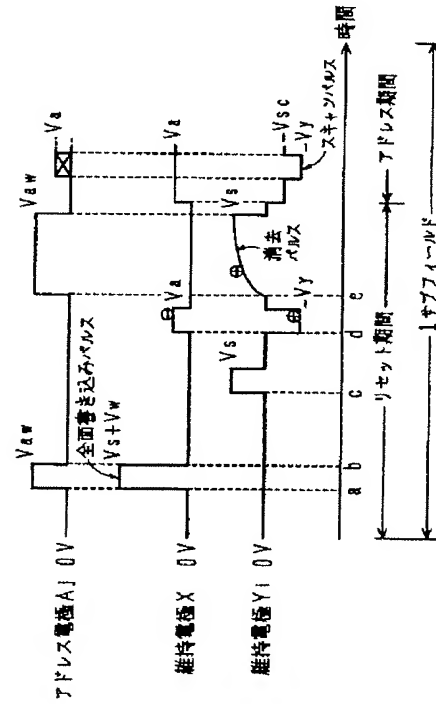 Vaw
Vaw
Va
アドレス電極Aj 0V
全面書き込みパルス
Vs+Vw
⊕
Va
Va
維持電極X 0V
Vs
Vs
⊕
消去
パルス
維持電極Yi 0V
⊕
-Vy
-Vsc
-Vy
スキャンパルス
a b c d e
時間
リセット期間
アドレス期間
1サブフィールド